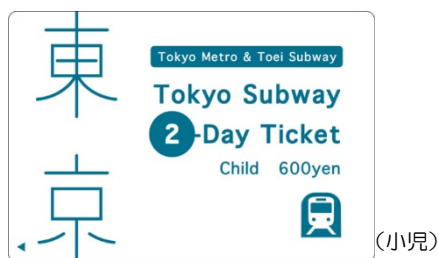 東京
Tokyo Metro & Toei Subway
Tokyo Subway
2-Day Ticket
Child 600yen
(小児)